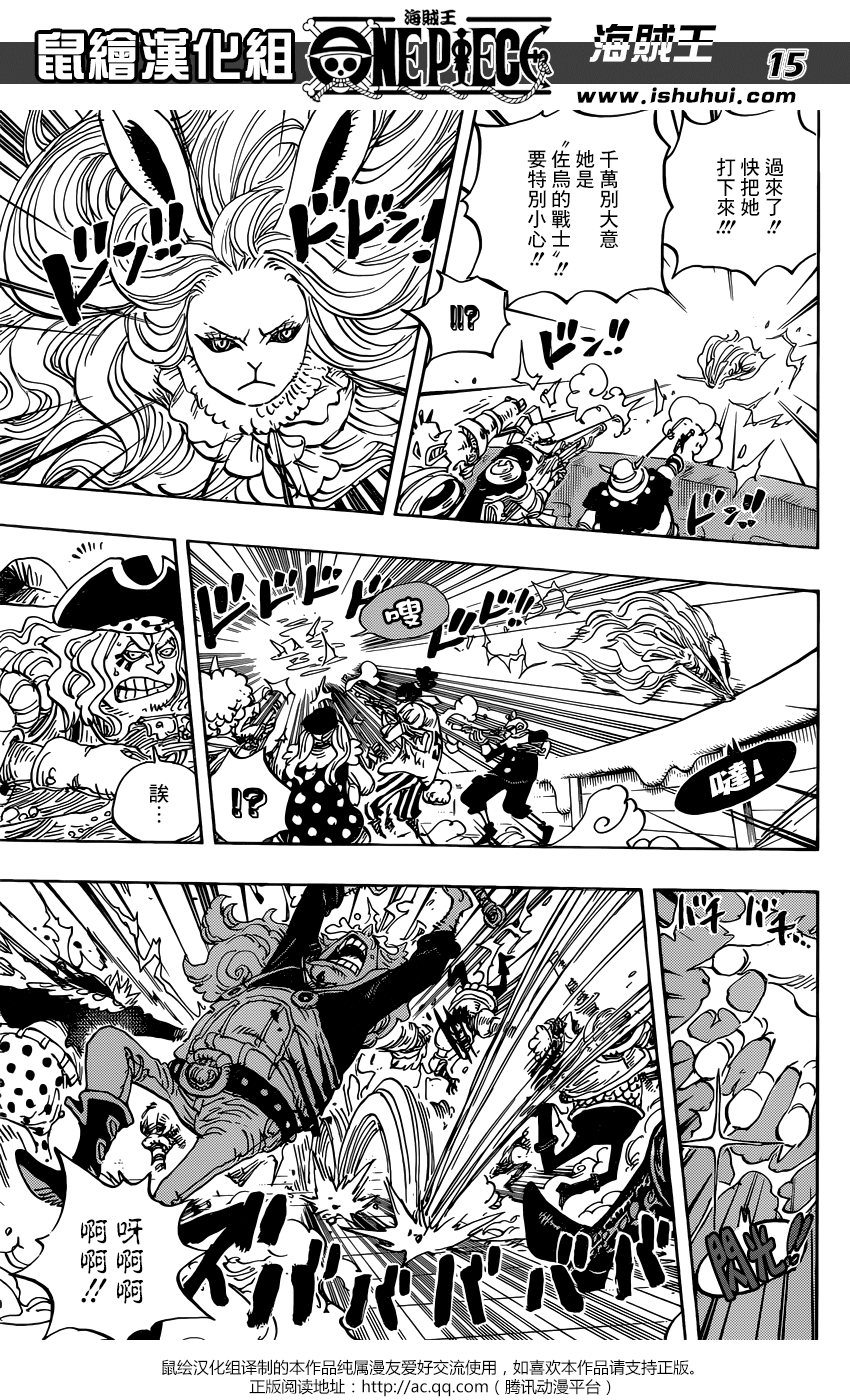 鼠繪漢化組
海賊王
ONE PIECE
海賊王
15
www.ishuhui.com
過來了!!
快把她
打下來!!!
千萬別大意
她是
“佐烏的戰士”!!
要特別小心!!
!!?
ドン!!
ドン!!
ドドン!!
ドドン!!
ドドドド
嗖
ドドド!!
噠!
!?
誒…
バチバチ…
閃光!!
ズババババン
呀啊啊
啊啊啊!!
鼠绘汉化组译制的本作品纯属漫友爱好交流使用，如喜欢本作品请支持正版。
正版阅读地址：http://ac.qq.com（腾讯动漫平台）